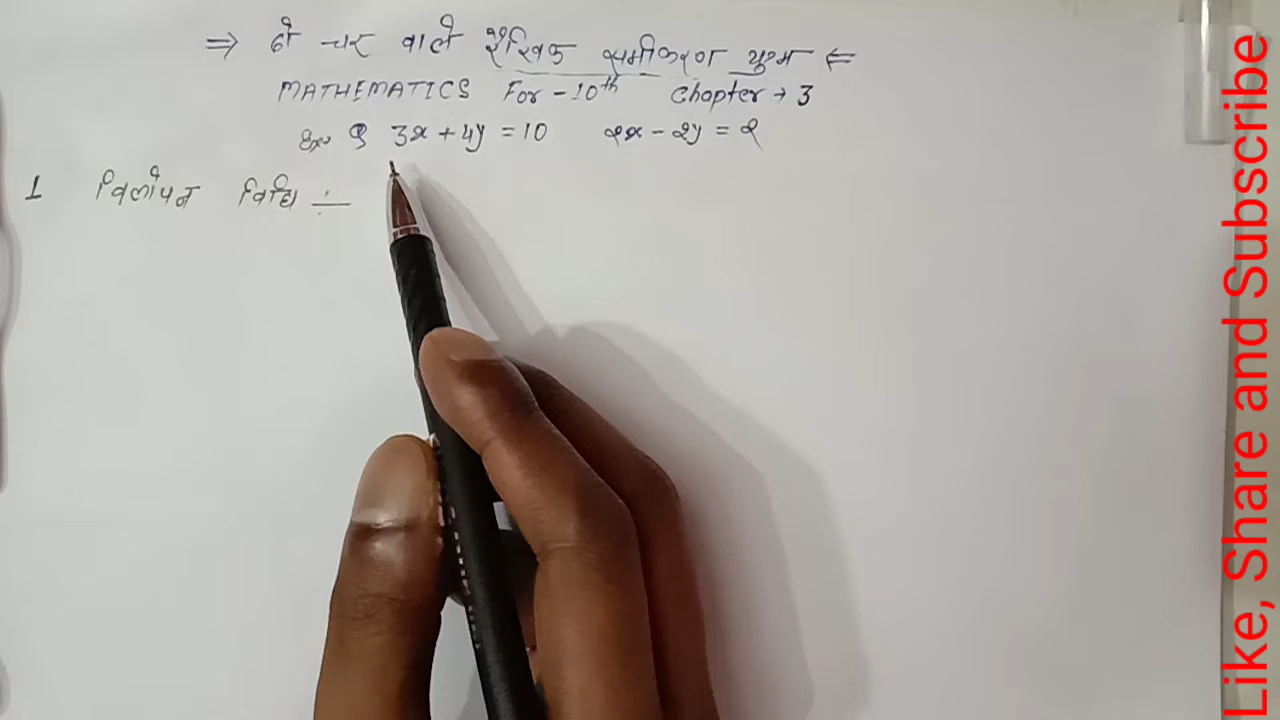 ⇒ दो चर वाले रैखिक समीकरण युग्म ⇐
MATHEMATICS For - 10th Chapter → 3
Ex. 3x + 4y = 10 2x - 2y = 2
1 विलोपन विधि ÷
Like, Share and Subscribe